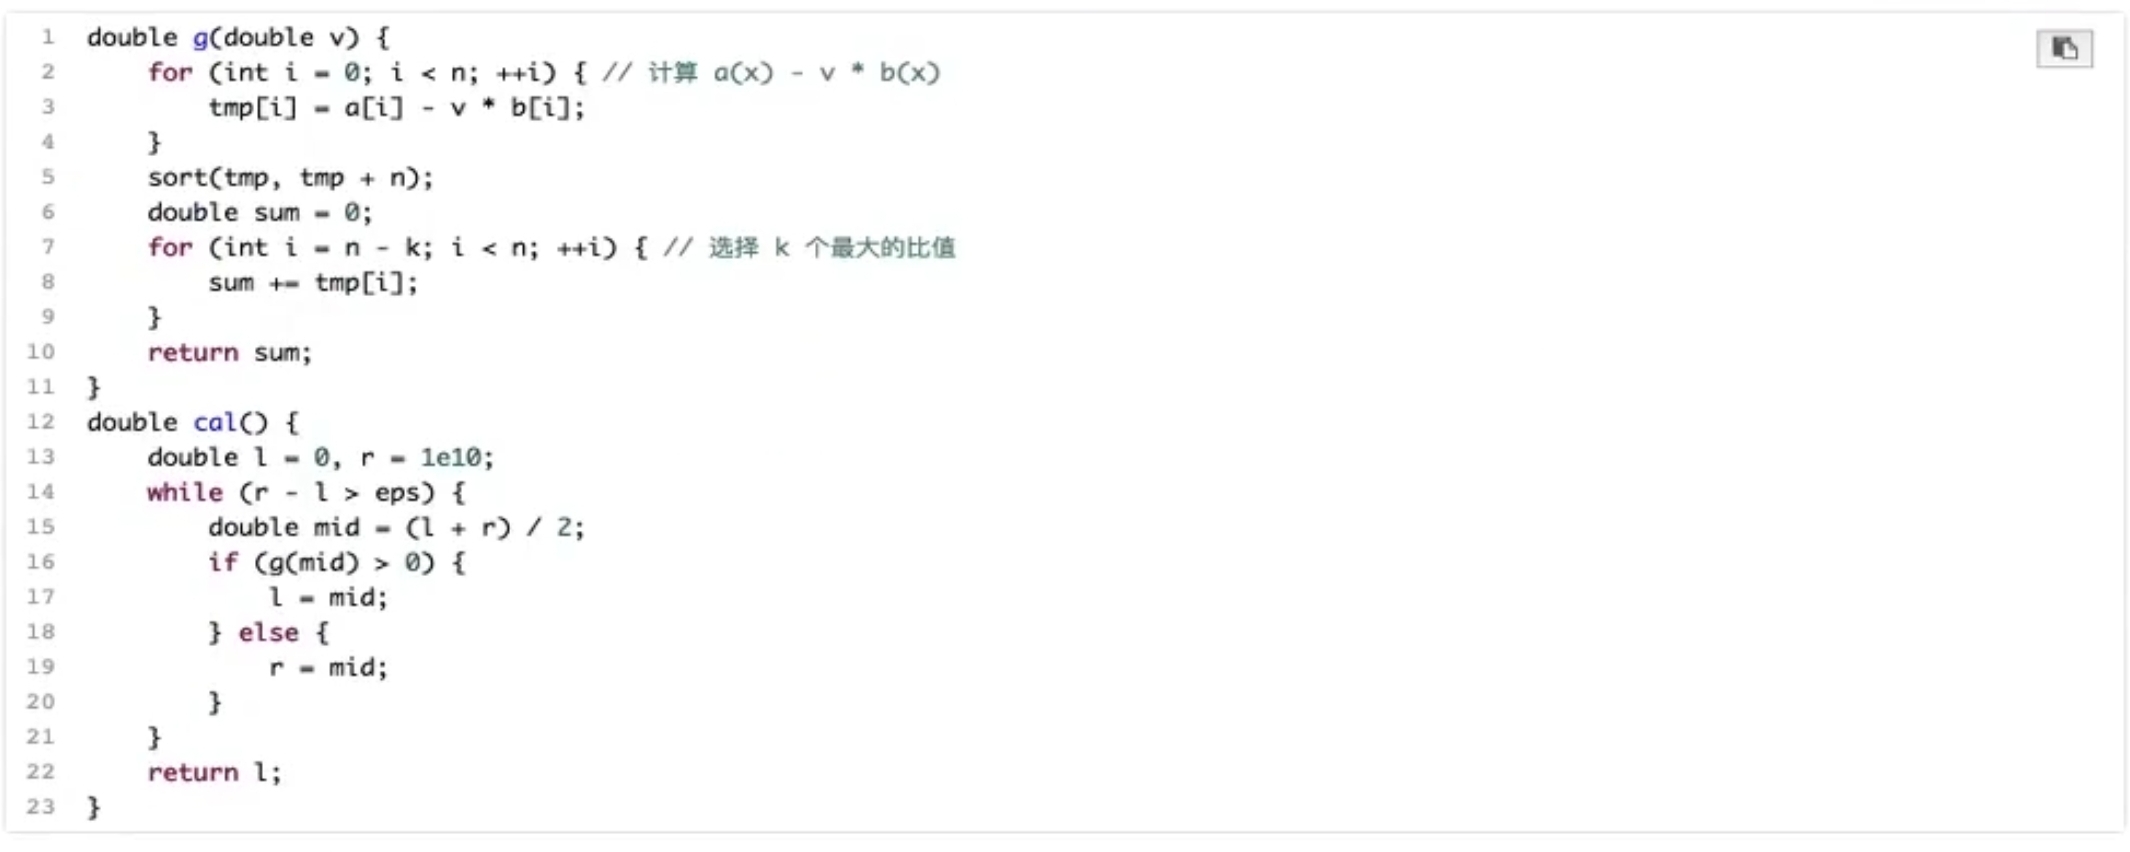 1 double g(double v) {
2 for (int i = 0; i < n; ++i) { // 计算 a(x) - v * b(x)
3 tmp[i] = a[i] - v * b[i];
4 }
5 sort(tmp, tmp + n);
6 double sum = 0;
7 for (int i = n - k; i < n; ++i) { // 选择 k 个最大的比值
8 sum += tmp[i];
9 }
10 return sum;
11 }
12 double cal() {
13 double l = 0, r = 1e10;
14 while (r - l > eps) {
15 double mid = (l + r) / 2;
16 if (g(mid) > 0) {
17 l = mid;
18 } else {
19 r = mid;
20 }
21 }
22 return l;
23 }